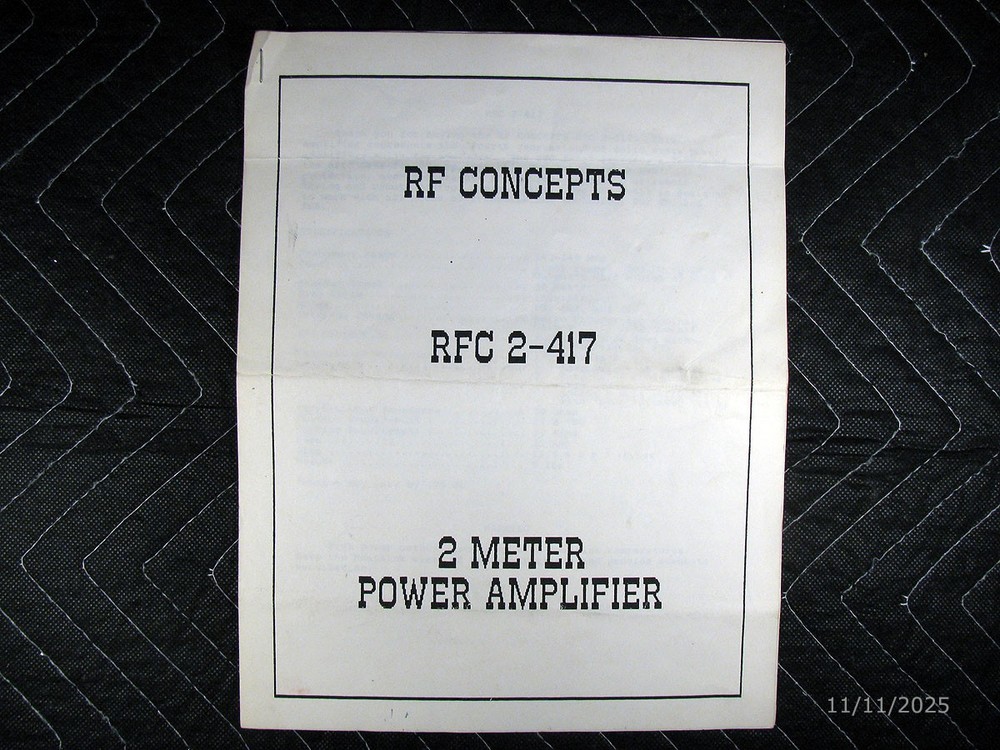 RF CONCEPTS
RFC 2-417
2 METER
POWER AMPLIFIER
11/11/2025